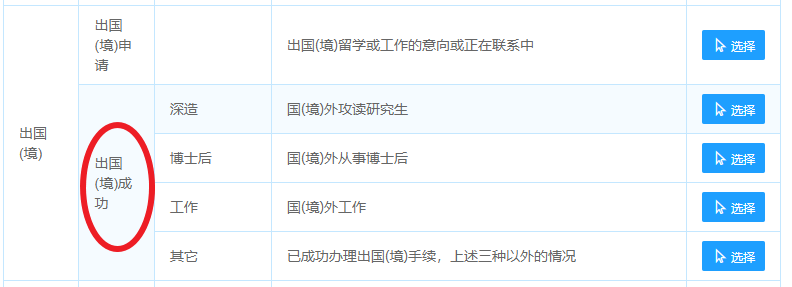 出国
(境)申
请
出国(境)留学或工作的意向或正在联系中
选择
出国
(境)
出国
(境)成
功
深造
国(境)外攻读研究生
选择
博士后
国(境)外从事博士后
选择
工作
国(境)外工作
选择
其它
已成功办理出国(境)手续，上述三种以外的情况
选择